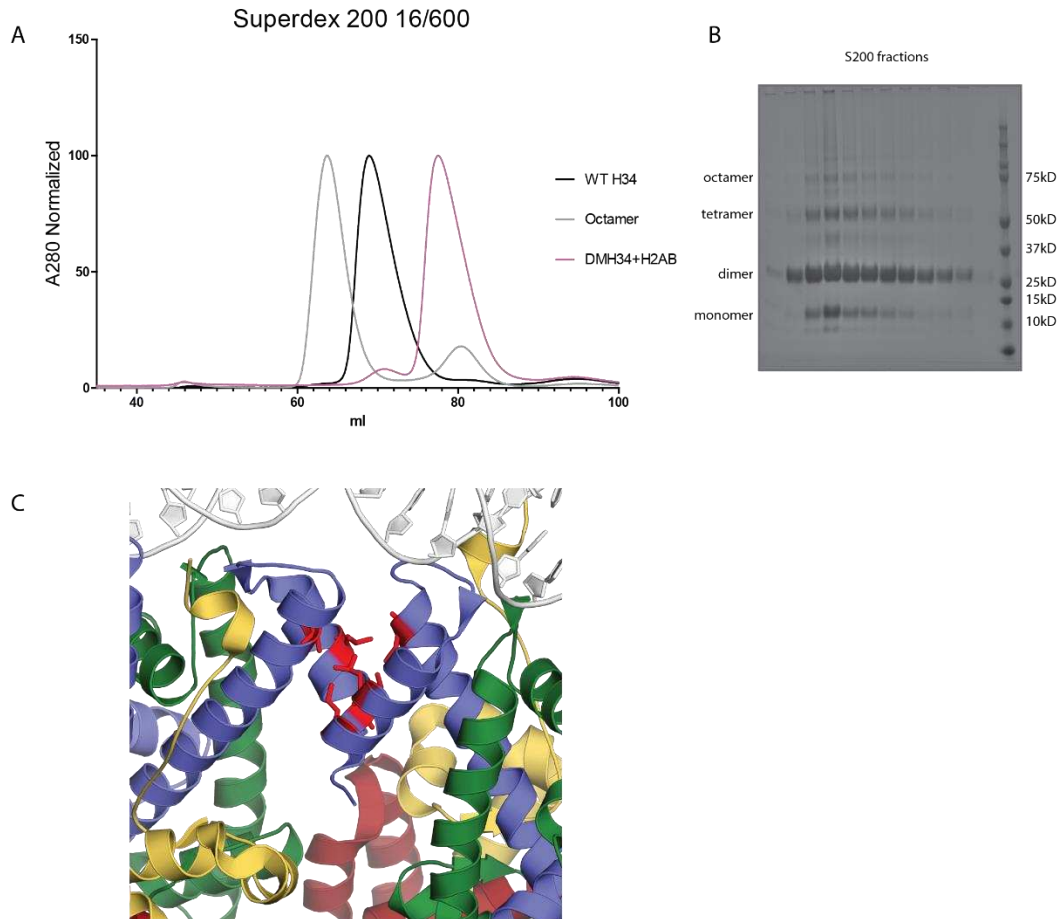 A
Superdex 200 16/600
A280 Normalized
150
100
50
0
40
60
80
100
ml
WT H34
Octamer
DMH34+H2AB
B
S200 fractions
octamer
tetramer
dimer
monomer
75kD
50kD
37kD
25kD
15kD
10kD
C